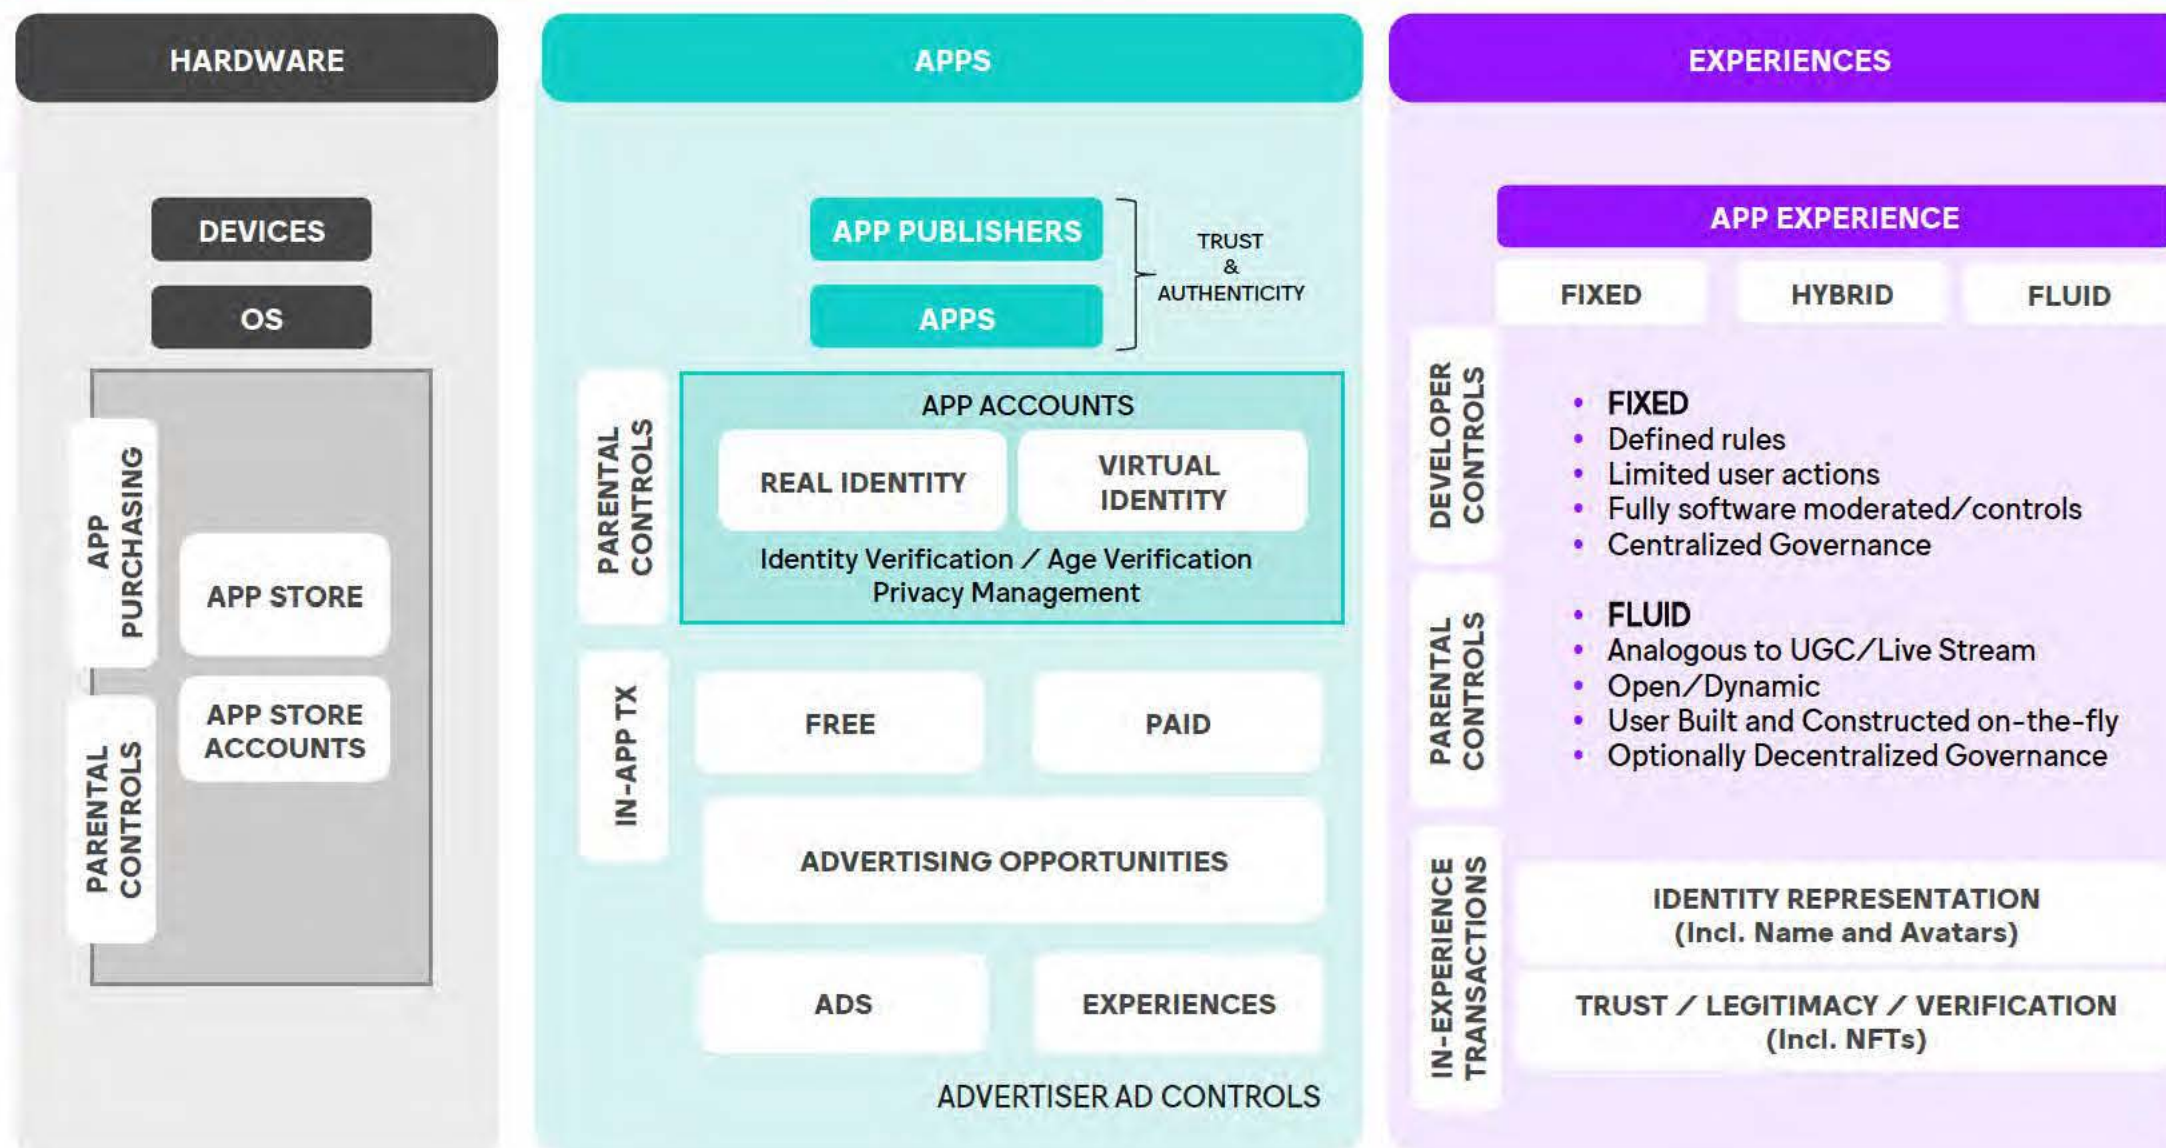 HARDWARE
DEVICES
OS
APP
PURCHASING
APP STORE
PARENTAL
CONTROLS
APP STORE
ACCOUNTS
APPS
APP PUBLISHERS
APPS
TRUST
&
AUTHENTICITY
PARENTAL
CONTROLS
APP ACCOUNTS
REAL IDENTITY
VIRTUAL
IDENTITY
Identity Verification / Age Verification
Privacy Management
IN-APP TX
FREE
PAID
ADVERTISING OPPORTUNITIES
ADS
EXPERIENCES
ADVERTISER AD CONTROLS
EXPERIENCES
APP EXPERIENCE
FIXED
HYBRID
FLUID
DEVELOPER
CONTROLS
• FIXED
• Defined rules
• Limited user actions
• Fully software moderated/controls
• Centralized Governance
PARENTAL
CONTROLS
• FLUID
• Analogous to UGC/Live Stream
• Open/Dynamic
• User Built and Constructed on-the-fly
• Optionally Decentralized Governance
IN-EXPERIENCE
TRANSACTIONS
IDENTITY REPRESENTATION
(Incl. Name and Avatars)
TRUST / LEGITIMACY / VERIFICATION
(Incl. NFTs)